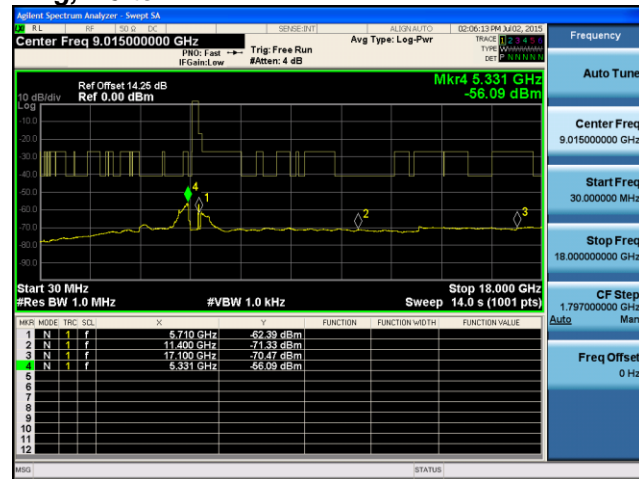 Agilent Spectrum Analyzer - Swept SA
RL RF 50 Ω DC SENSE:INT ALIGN AUTO 02:06:13 PM Jul 02, 2015
Center Freq 9.015000000 GHz
PNO: Fast
IFGain:Low
Trig: Free Run
#Atten: 4 dB
Avg Type: Log-Pwr
TRACE 1 2 3 4 5 6
TYPE
DET P N N N N N
Ref Offset 14.25 dB
10 dB/div Ref 0.00 dBm
Log
Mkr4 5.331 GHz
-56.09 dBm
-10.0
-20.0
-30.0
-40.0
-50.0
-60.0
-70.0
-80.0
-90.0
4
1
2
3
Start 30 MHz
#Res BW 1.0 MHz
#VBW 1.0 kHz
Stop 18.000 GHz
Sweep 14.0 s (1001 pts)
MKR MODE TRC SCL X Y FUNCTION FUNCTION WIDTH FUNCTION VALUE
1 N 1 f 5.710 GHz -62.39 dBm
2 N 1 f 11.400 GHz -71.33 dBm
3 N 1 f 17.100 GHz -70.47 dBm
4 N 1 f 5.331 GHz -56.09 dBm
5
6
7
8
9
10
11
12
MSG STATUS
Frequency
Auto Tune
Center Freq
9.015000000 GHz
Start Freq
30.000000 MHz
Stop Freq
18.000000000 GHz
CF Step
1.797000000 GHz
Auto Man
Freq Offset
0 Hz